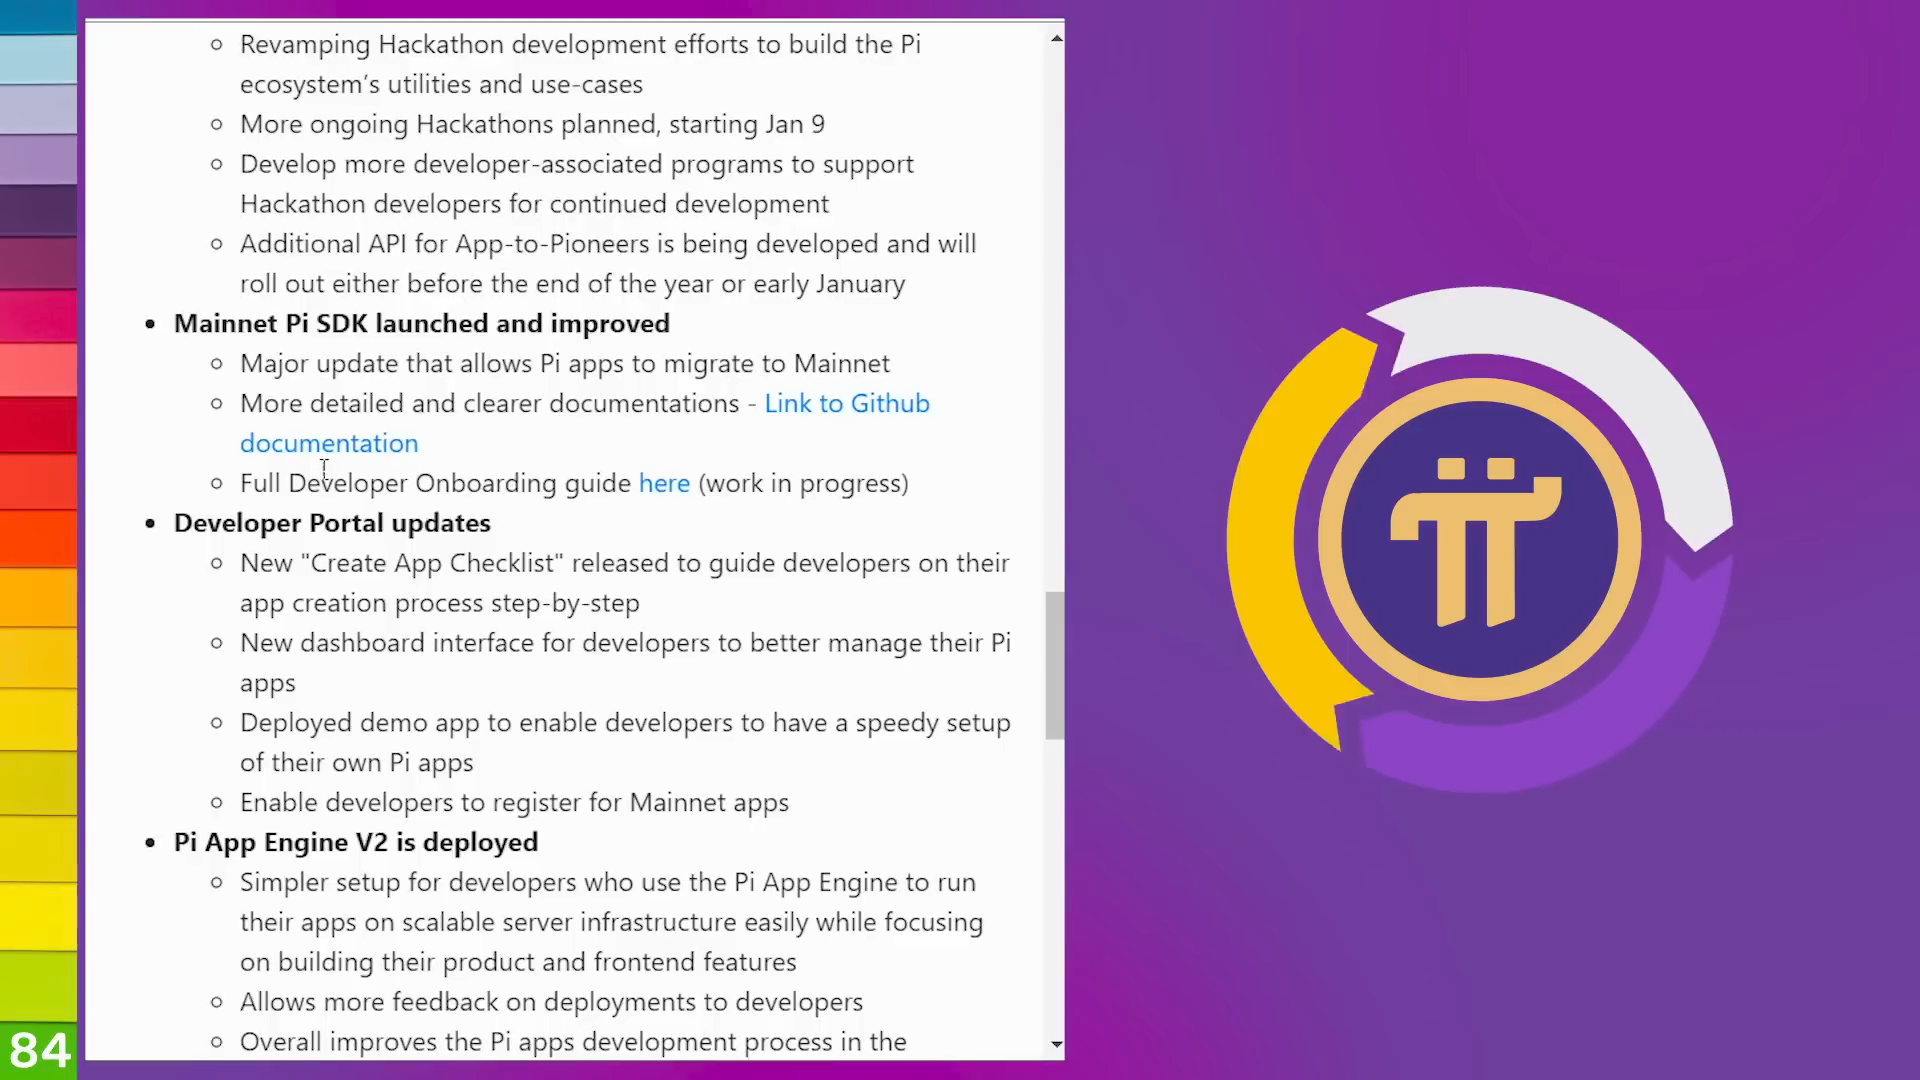 Revamping Hackathon development efforts to build the Pi
ecosystem’s utilities and use-cases
More ongoing Hackathons planned, starting Jan 9
Develop more developer-associated programs to support
Hackathon developers for continued development
Additional API for App-to-Pioneers is being developed and will
roll out either before the end of the year or early January
Mainnet Pi SDK launched and improved
Major update that allows Pi apps to migrate to Mainnet
More detailed and clearer documentations - Link to Github
documentation
Full Developer Onboarding guide here (work in progress)
Developer Portal updates
New "Create App Checklist" released to guide developers on their
app creation process step-by-step
New dashboard interface for developers to better manage their Pi
apps
Deployed demo app to enable developers to have a speedy setup
of their own Pi apps
Enable developers to register for Mainnet apps
Pi App Engine V2 is deployed
Simpler setup for developers who use the Pi App Engine to run
their apps on scalable server infrastructure easily while focusing
on building their product and frontend features
Allows more feedback on deployments to developers
Overall improves the Pi apps development process in the
84